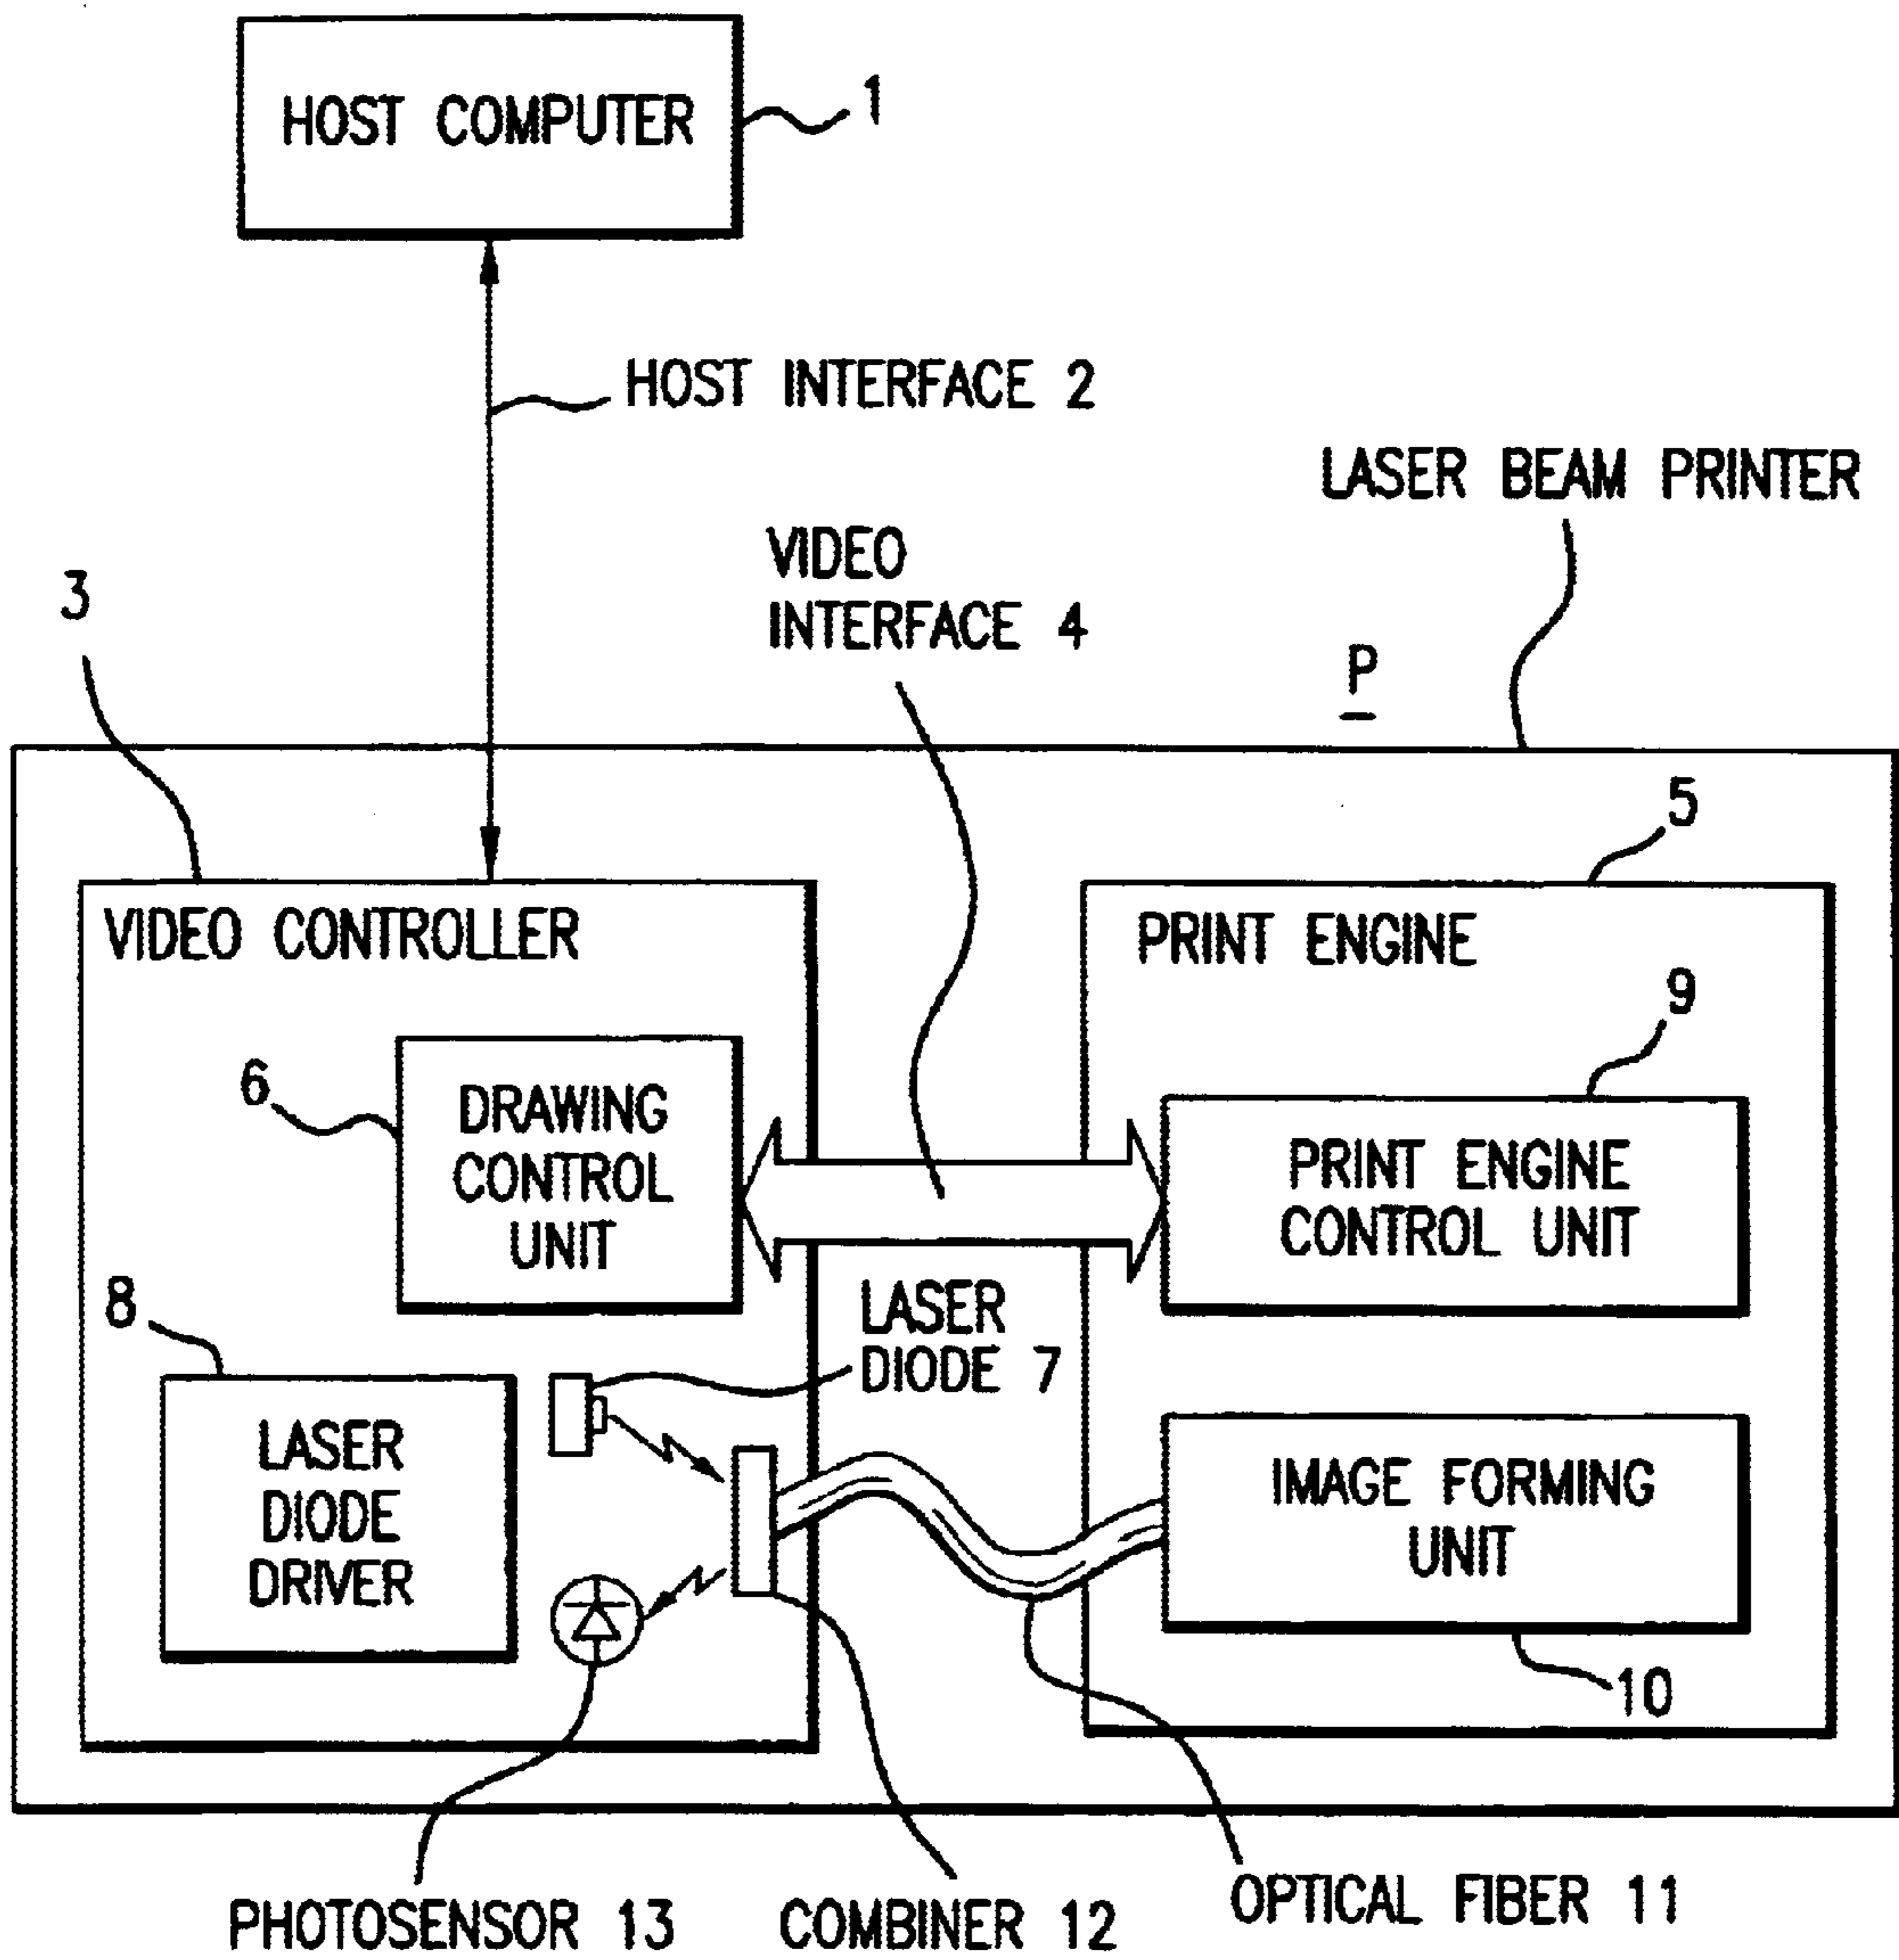 HOST COMPUTER
1
HOST INTERFACE 2
LASER BEAM PRINTER
VIDEO
INTERFACE 4
3
P
5
VIDEO CONTROLLER
PRINT ENGINE
9
6
DRAWING
CONTROL
UNIT
PRINT ENGINE
CONTROL UNIT
8
LASER
DIODE 7
LASER
DIODE
DRIVER
IMAGE FORMING
UNIT
10
PHOTOSENSOR 13
COMBINER 12
OPTICAL FIBER 11